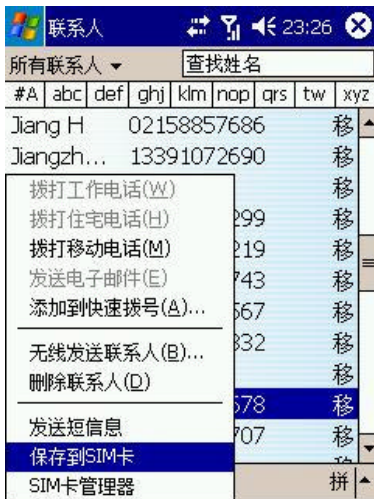 联系人 23:26
所有联系人 查找姓名
#A abc def ghj klm nop qrs tw xyz
Jiang H 02158857686 移
Jiangzh... 13391072690 移
拨打工作电话(W) 移
拨打住宅电话(H) 299 移
拨打移动电话(M) 219 移
发送电子邮件(E) 743 移
添加到快速拨号(A)... 567 移
无线发送联系人(B)... 332 移
删除联系人(D) 移
578 移
发送短信息 707 移
保存到SIM卡
SIM卡管理器 拼